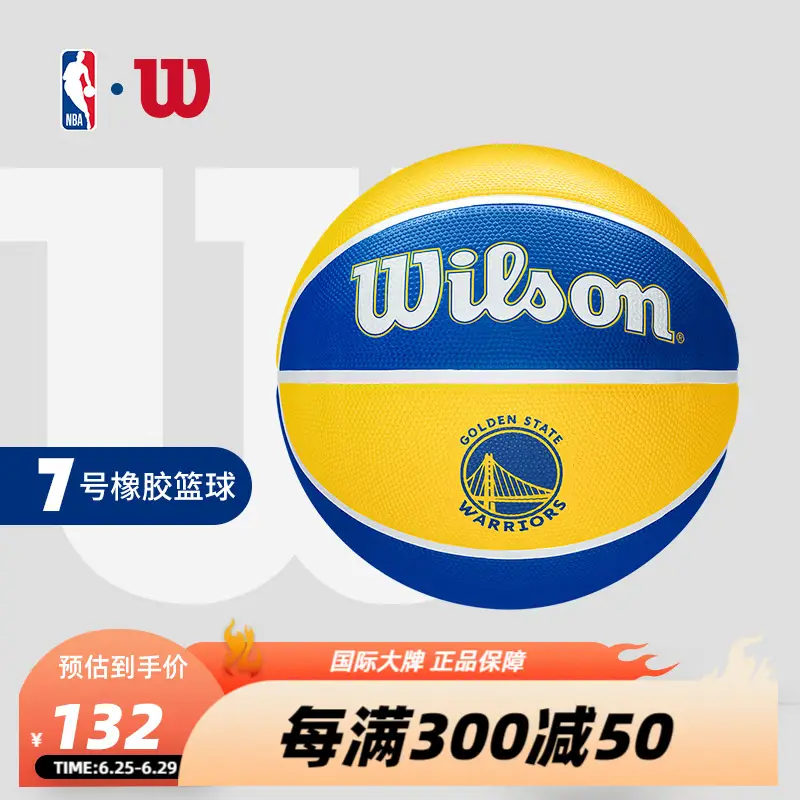 NBA
W
Wilson
®
GOLDEN STATE
WARRIORS
7号橡胶篮球
预估到手价
国际大牌 正品保障
¥132
每满300减50
TIME:6.25-6.29